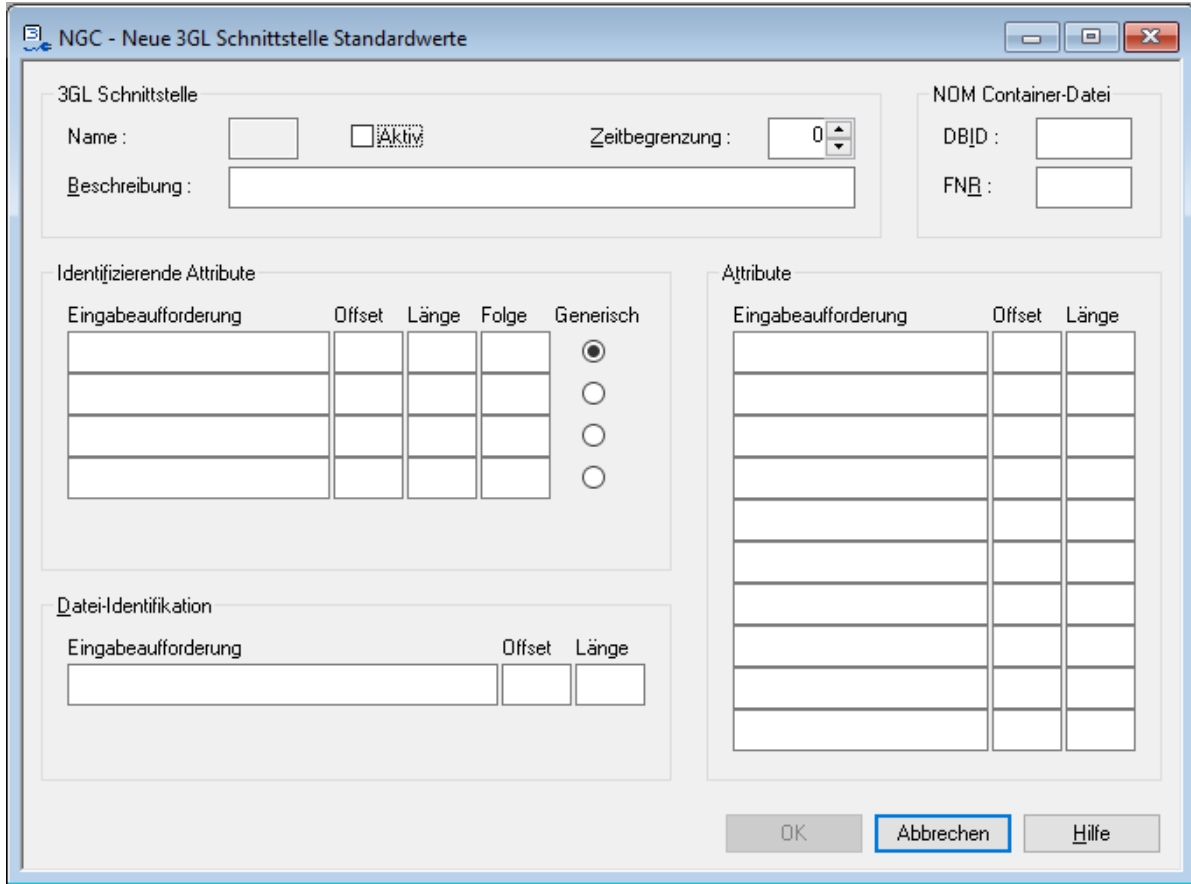 NGC - Neue 3GL Schnittstelle Standardwerte
3GL Schnittstelle
Name :
Aktiv
Zeitbegrenzung :
0
Beschreibung :
NOM Container-Datei
DBID :
FNR :
Identifizierende Attribute
Eingabeaufforderung Offset Länge Folge Generisch
Attribute
Eingabeaufforderung Offset Länge
Datei-Identifikation
Eingabeaufforderung Offset Länge
OK Abbrechen Hilfe